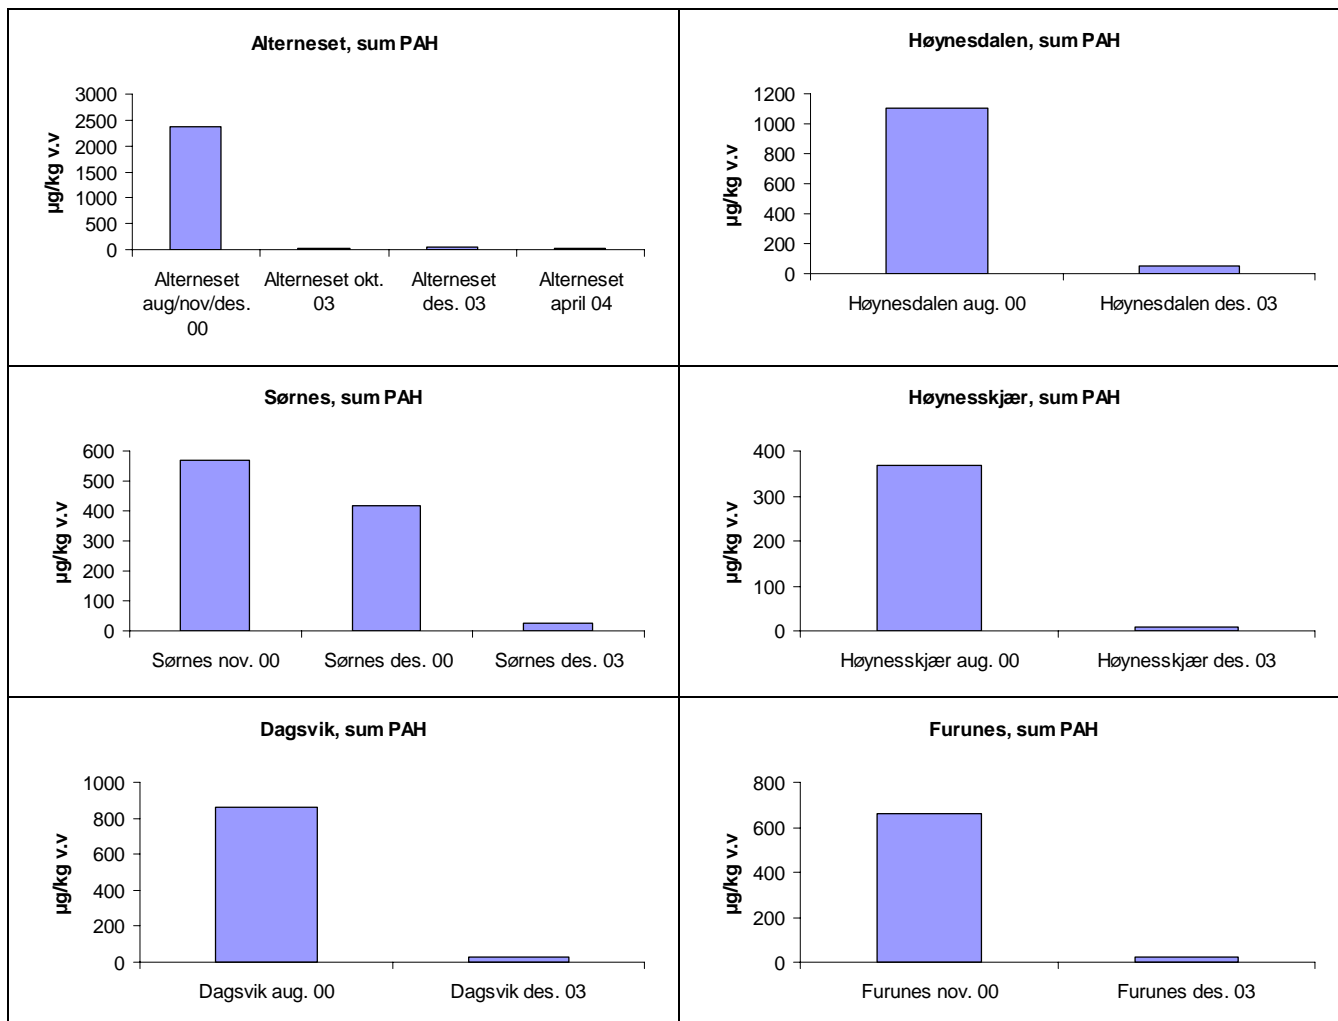 Alterneset, sum PAH
µg/kg v.v
3000
2500
2000
1500
1000
500
0
Alterneset
aug/nov/des.
00
Alterneset okt.
03
Alterneset
des. 03
Alterneset
april 04
Høynesdalen, sum PAH
µg/kg v.v
1200
1000
800
600
400
200
0
Høynesdalen aug. 00
Høynesdalen des. 03
Sørnes, sum PAH
µg/kg v.v
600
500
400
300
200
100
0
Sørnes nov. 00
Sørnes des. 00
Sørnes des. 03
Høynesskjær, sum PAH
µg/kg v.v
400
300
200
100
0
Høynesskjær aug. 00
Høynesskjær des. 03
Dagsvik, sum PAH
µg/kg v.v
1000
800
600
400
200
0
Dagsvik aug. 00
Dagsvik des. 03
Furunes, sum PAH
µg/kg v.v
800
600
400
200
0
Furunes nov. 00
Furunes des. 03